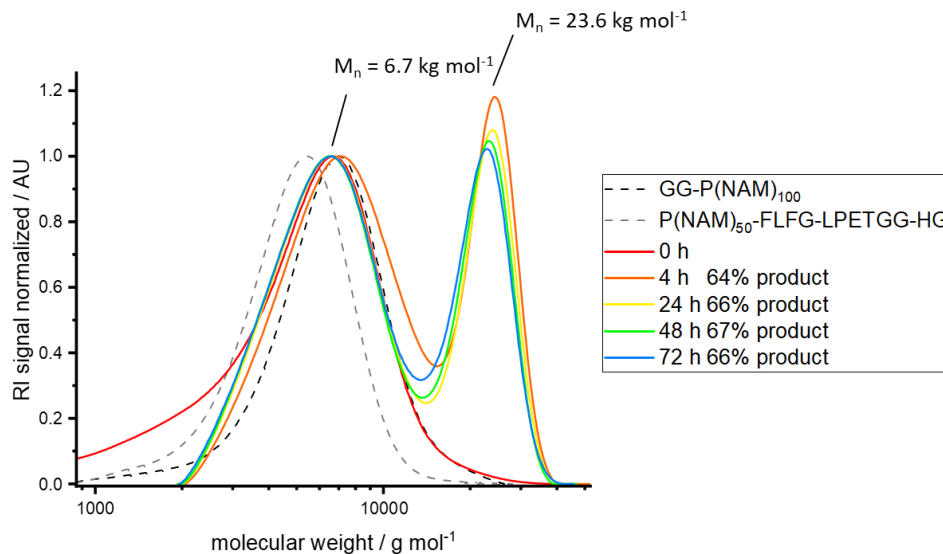 Mn = 23.6 kg mol-1
Mn = 6.7 kg mol-1
RI signal normalized / AU
1.2
1.0
0.8
0.6
0.4
0.2
0.0
1000
10000
molecular weight / g mol-1
GG-P(NAM)100
P(NAM)50-FLFG-LPETGG-HG
0 h
4 h 64% product
24 h 66% product
48 h 67% product
72 h 66% product